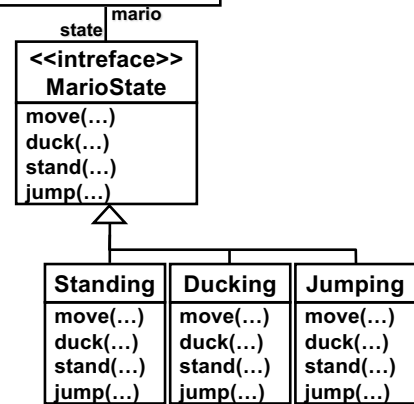 mario
state
<<intreface>>
MarioState
move(…)
duck(…)
stand(…)
jump(…)
Standing
move(…)
duck(…)
stand(…)
jump(…)
Ducking
move(…)
duck(…)
stand(…)
jump(…)
Jumping
move(…)
duck(…)
stand(…)
jump(…)